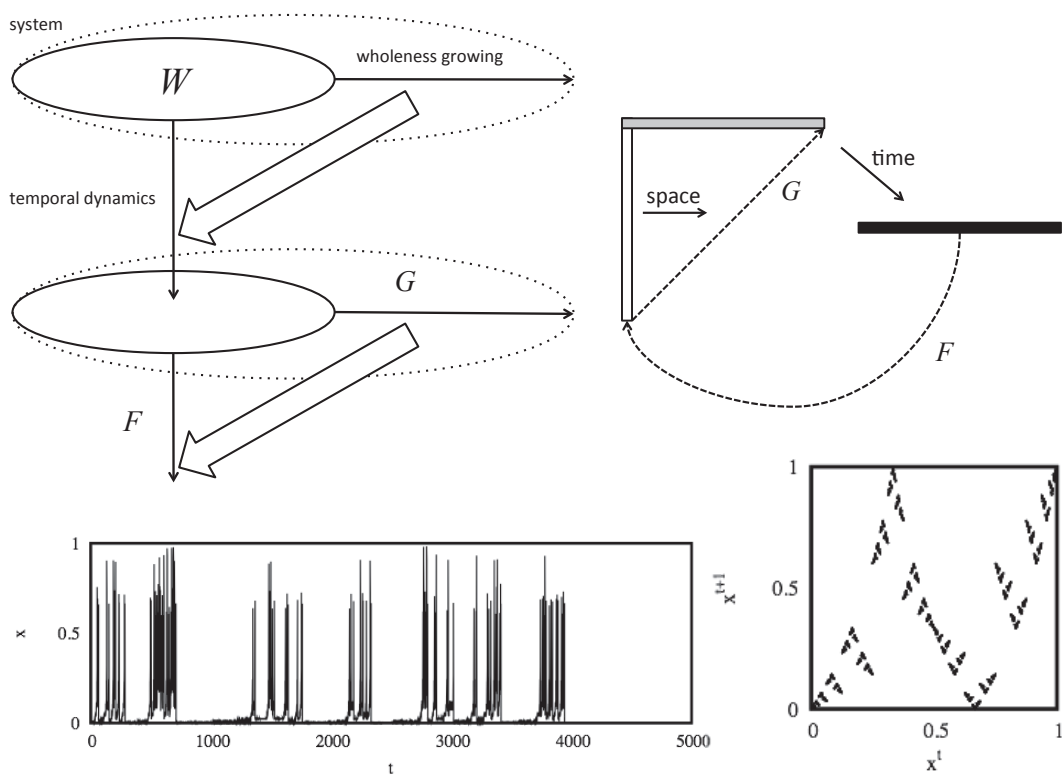 system
wholeness growing
W
temporal dynamics
G
F
time
space
G
F
1
0.5
0
x
0 1000 2000 3000 4000 5000
t
1
0.5
0
x^{t+1}
0 0.5 1
x^t